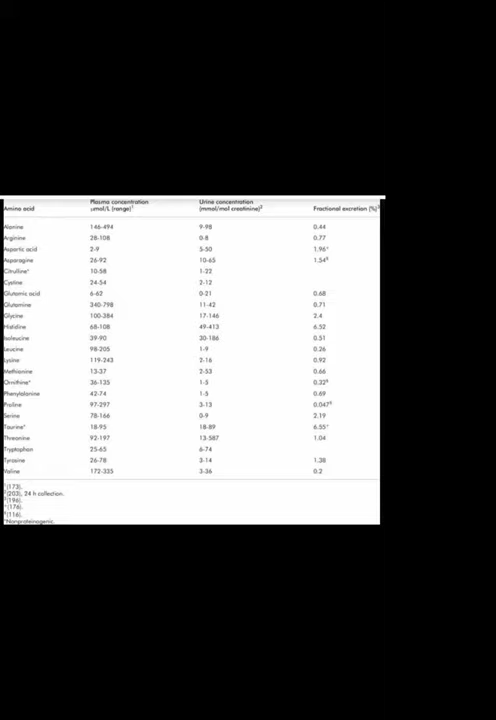 Plasma concentration Urine concentration
Amino acid μmol/L (range)1 (mmol/mol creatinine)2 Fractional excretion (%)3
Alanine 146-494 9-98 0.44
Arginine 28-108 0-8 0.77
Aspartic acid 2-9 5-50 1.96^
Asparagine 26-92 10-65 1.54§
Citrulline* 10-58 1-22
Cystine 24-54 2-12
Glutamic acid 6-62 0-21 0.68
Glutamine 340-798 11-42 0.71
Glycine 100-384 17-146 2.4
Histidine 68-108 49-413 6.52
Isoleucine 39-90 30-186 0.51
Leucine 98-205 1-9 0.26
Lysine 119-243 2-16 0.92
Methionine 13-37 2-53 0.66
Ornithine* 36-135 1-5 0.32§
Phenylalanine 42-74 1-5 0.69
Proline 97-297 3-13 0.047§
Serine 78-166 0-9 2.19
Taurine* 18-95 18-89 6.55^
Threonine 92-197 13-587 1.04
Tryptophan 25-65 6-74
Tyrosine 26-78 3-14 1.38
Valine 172-335 3-36 0.2
1(173).
2(203), 24 h collection.
3(196).
^(176).
§(116).
*Nonproteinogenic.